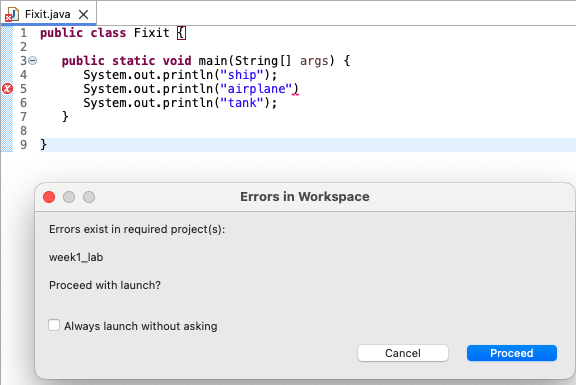 Fixit.java
1 public class Fixit {
2
3 public static void main(String[] args) {
4 System.out.println("ship");
5 System.out.println("airplane")
6 System.out.println("tank");
7 }
8
9 }
Errors in Workspace
Errors exist in required project(s):
week1_lab
Proceed with launch?
Always launch without asking
Cancel Proceed